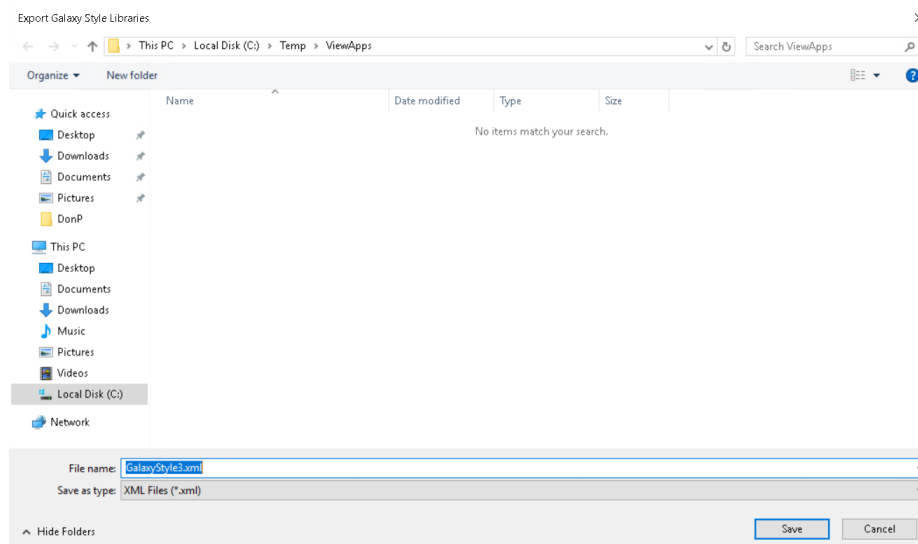 Export Galaxy Style Libraries
This PC > Local Disk (C:) > Temp > ViewApps
Search ViewApps
Organize
New folder
Name
Date modified
Type
Size
No items match your search.
Quick access
Desktop
Downloads
Documents
Pictures
DonP
This PC
Desktop
Documents
Downloads
Music
Pictures
Videos
Local Disk (C:)
Network
File name: GalaxyStyle3.xml
Save as type: XML Files (*.xml)
Hide Folders
Save
Cancel